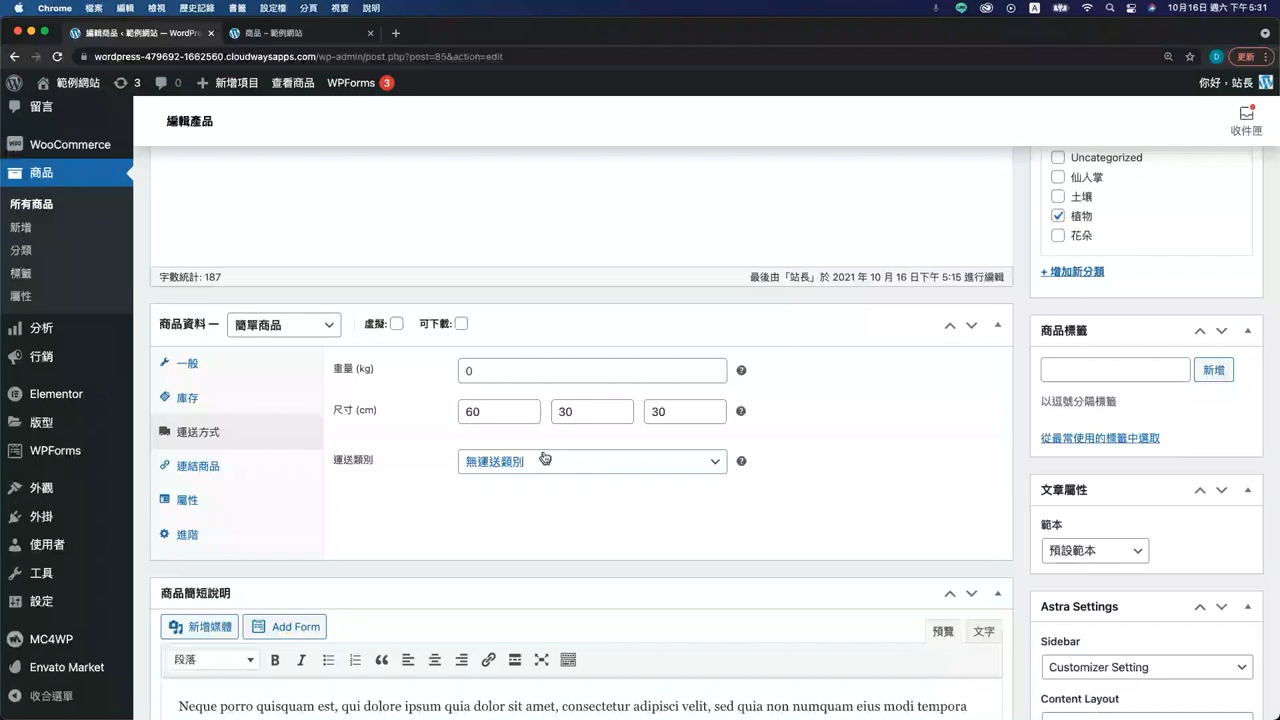 Chrome 檔案 編輯 檢視 歷史記錄 書籤 設定檔 分頁 視窗 說明 A 10月16日 週六 下午5:31
編輯商品 ‹ 範例網站 — WordPre 商品 – 範例網站
wordpress-479692-1662560.cloudwaysapps.com/wp-admin/post.php?post=85&action=edit D 更新
範例網站 3 0 新增項目 查看商品 WPForms 3 你好，站長
留言
WooCommerce
商品
所有商品
新增
分類
標籤
屬性
分析
行銷
Elementor
版型
WPForms
外觀
外掛
使用者
工具
設定
MC4WP
Envato Market
收合選單
編輯產品
收件匣
字數統計: 187 最後由「站長」於 2021 年 10 月 16 日下午 5:15 進行編輯
商品資料 — 簡單商品 虛擬: 可下載:
一般
庫存
運送方式
連結商品
屬性
進階
重量 (kg) 0
尺寸 (cm) 60 30 30
運送類別 無運送類別
商品簡短說明
新增媒體 Add Form
預覽 文字
段落 B I
Neque porro quisquam est, qui dolore ipsum quia dolor sit amet, consectetur adipisci velit, sed quia non numquam eius modi tempora
Uncategorized
仙人掌
土壤
植物
花朵
+ 增加新分類
商品標籤
新增
以逗號分隔標籤
從最常使用的標籤中選取
文章屬性
範本
預設範本
Astra Settings
Sidebar
Customizer Setting
Content Layout